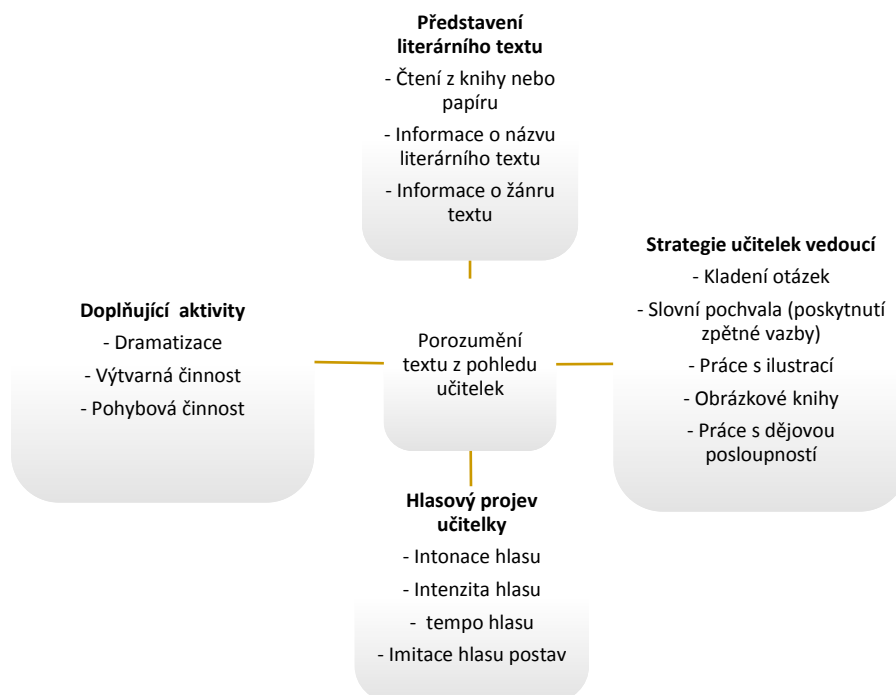 Představení
literárního textu
- Čtení z knihy nebo
papíru
- Informace o názvu
literárního textu
- Informace o žánru
textu
Strategie učitelek vedoucí
- Kladení otázek
- Slovní pochvala (poskytnutí
zpětné vazby)
- Práce s ilustrací
- Obrázkové knihy
- Práce s dějovou
posloupností
Doplňující aktivity
- Dramatizace
- Výtvarná činnost
- Pohybová činnost
Porozumění
textu z pohledu
učitelek
Hlasový projev
učitelky
- Intonace hlasu
- Intenzita hlasu
- tempo hlasu
- Imitace hlasu postav